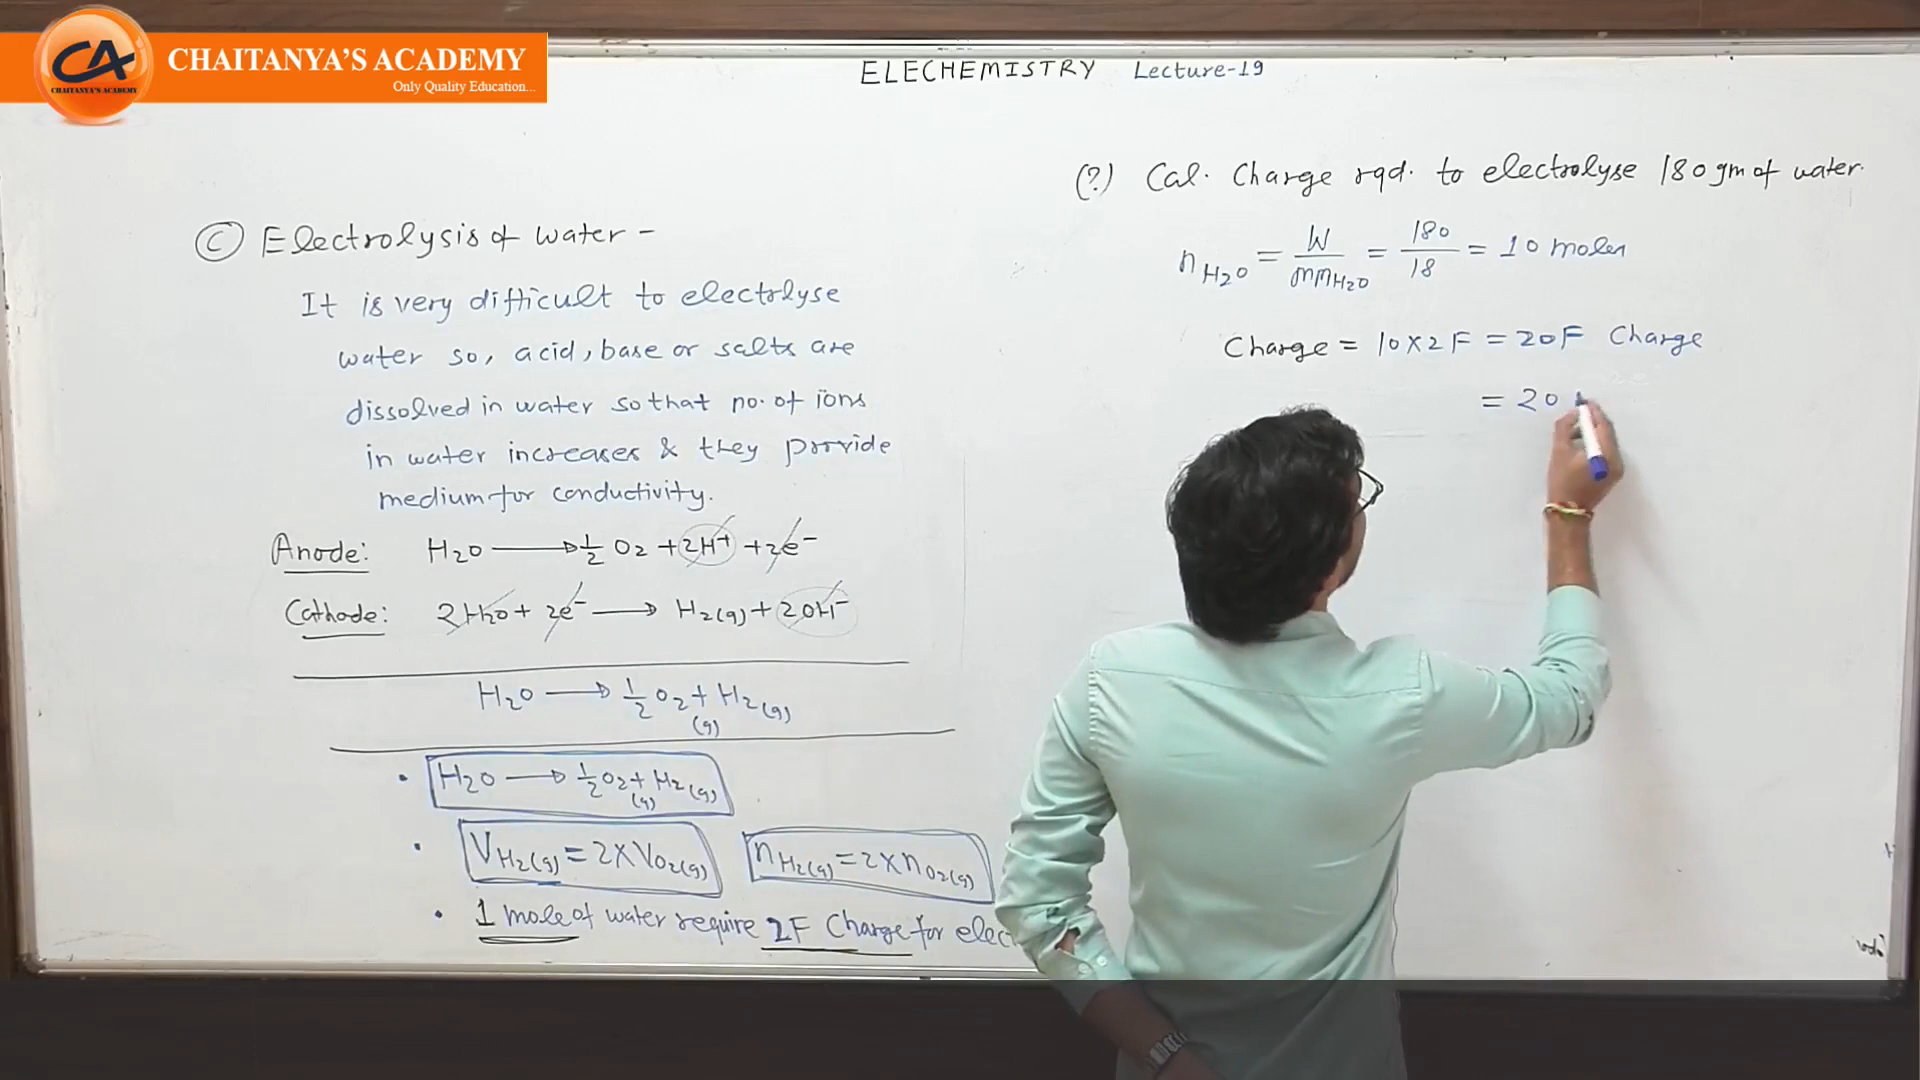 CHAITANYA'S ACADEMY
Only Quality Education...
CA
CHAITANYA'S ACADEMY
ELECHEMISTRY Lecture-19
(C) Electrolysis of water -
It is very difficult to electrolyse
water so, acid, base or salts are
dissolved in water so that no. of ions
in water increases & they provide
medium for conductivity.
Anode: H2O → 1/2 O2 + 2H+ + 2e-
Cathode: 2H2O + 2e- → H2(g) + 2OH-
H2O → 1/2 O2(g) + H2(g)
• H2O → 1/2 O2(g) + H2(g)
• VH2(g) = 2×VO2(g) nH2(g) = 2×nO2(g)
• 1 mole of water require 2F Charge for elec
(?) Cal. Charge rqd. to electrolyse 180 gm of water.
nH2O = W/mmH2O = 180/18 = 10 moles
Charge = 10×2F = 20F Charge
= 20